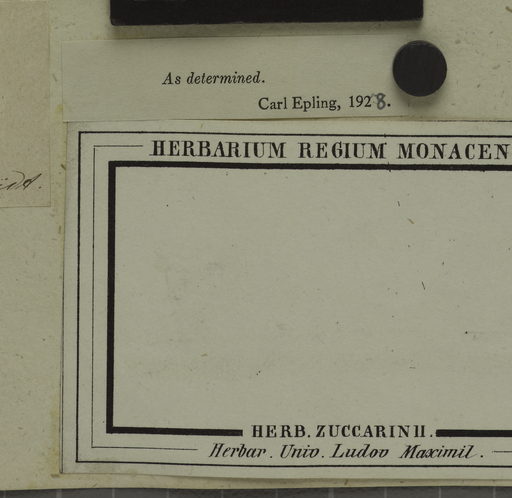 As determined.
Carl Epling, 1928.
HERBARIUM REGIUM MONACEN
HERB. ZUCCARINII.
Herbar. Univ. Ludov Maximil.